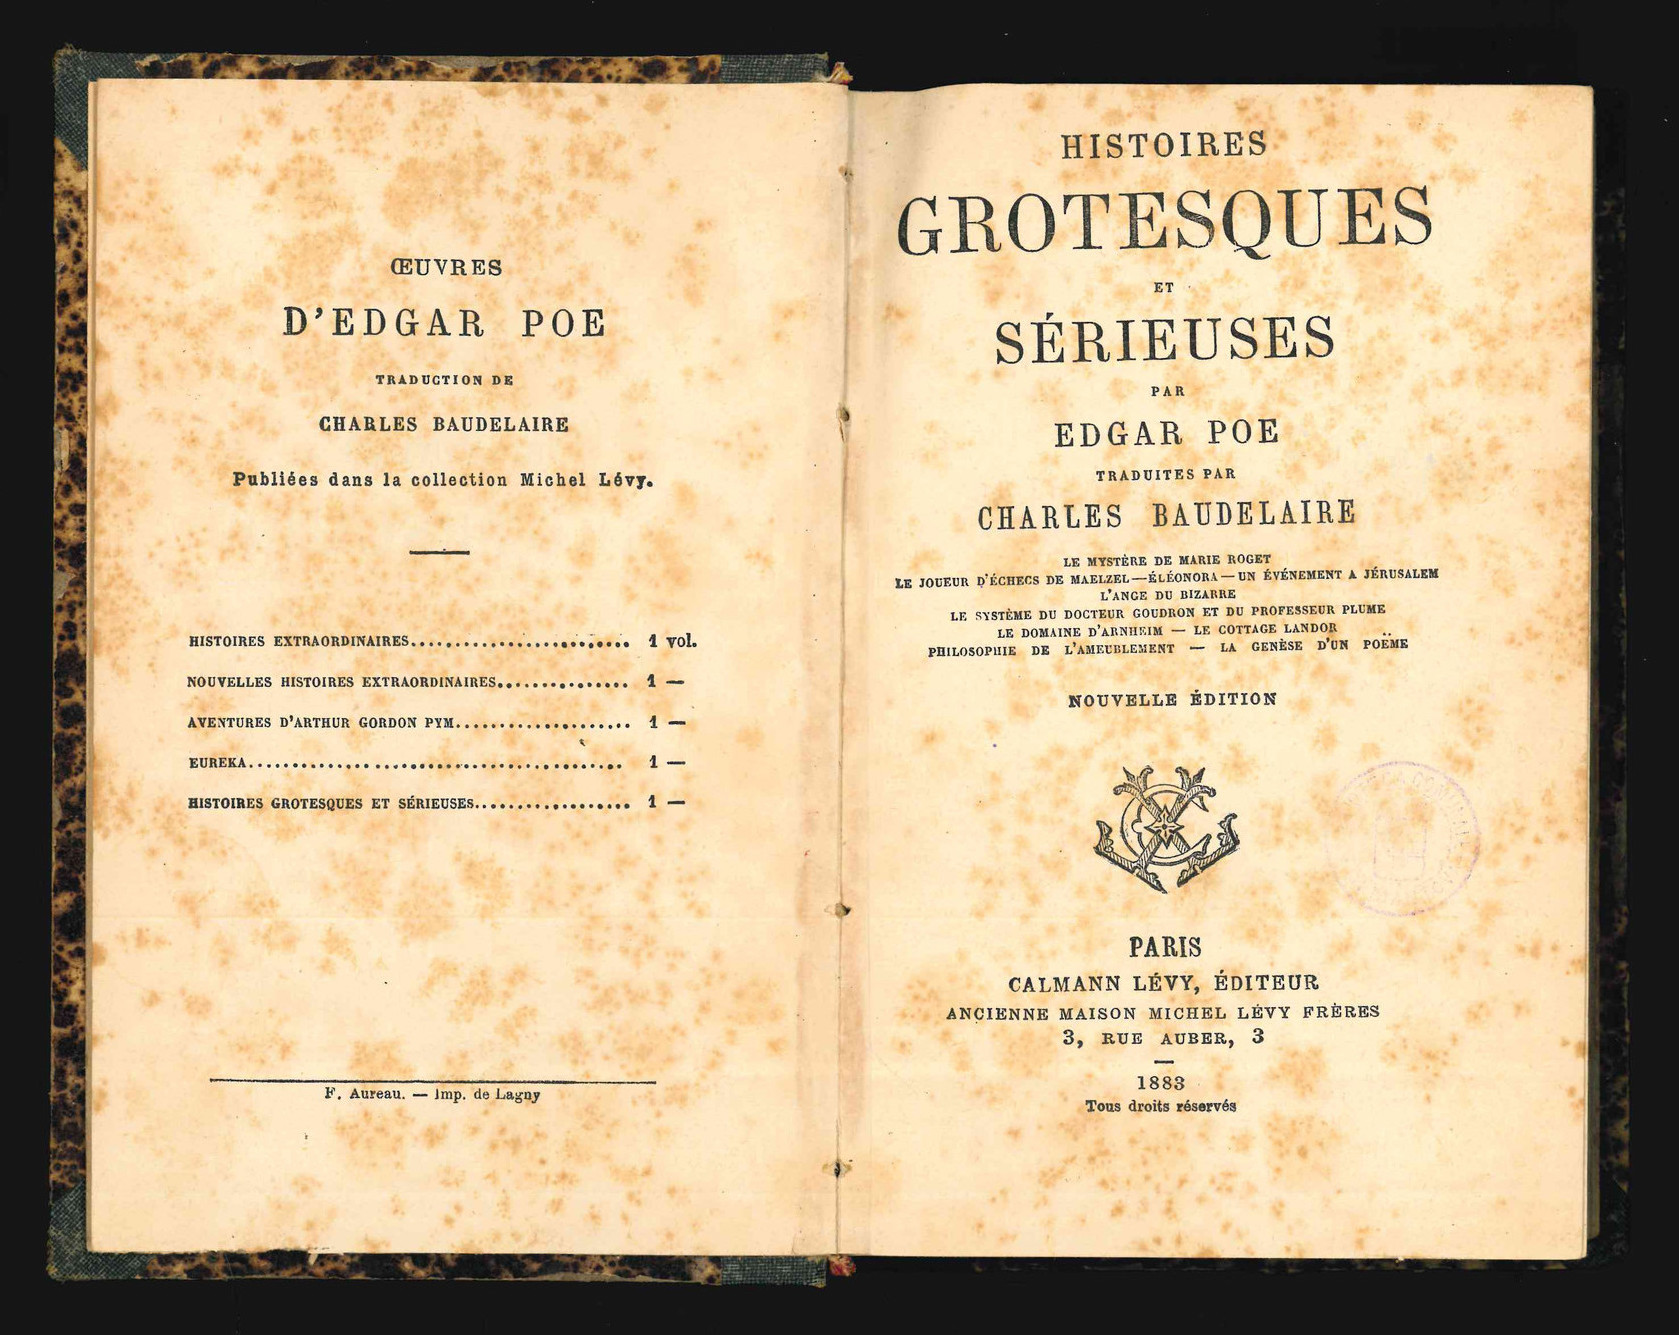 ŒUVRES
D'EDGAR POE
TRADUCTION DE
CHARLES BAUDELAIRE
Publiées dans la collection Michel Lévy.
HISTOIRES EXTRAORDINAIRES........................ 1 vol.
NOUVELLES HISTOIRES EXTRAORDINAIRES............... 1 —
AVENTURES D'ARTHUR GORDON PYM.................... 1 —
EUREKA........................................... 1 —
HISTOIRES GROTESQUES ET SÉRIEUSES.................. 1 —
F. Aureau. — Imp. de Lagny
HISTOIRES
GROTESQUES
ET
SÉRIEUSES
PAR
EDGAR POE
TRADUITES PAR
CHARLES BAUDELAIRE
LE MYSTÈRE DE MARIE ROGET
LE JOUEUR D'ÉCHECS DE MAELZEL—ÉLÉONORA—UN ÉVÉNEMENT A JÉRUSALEM
L'ANGE DU BIZARRE
LE SYSTÈME DU DOCTEUR GOUDRON ET DU PROFESSEUR PLUME
LE DOMAINE D'ARNHEIM — LE COTTAGE LANDOR
PHILOSOPHIE DE L'AMEUBLEMENT — LA GENÈSE D'UN POËME
NOUVELLE ÉDITION
PARIS
CALMANN LÉVY, ÉDITEUR
ANCIENNE MAISON MICHEL LÉVY FRÈRES
3, RUE AUBER, 3
1883
Tous droits réservés